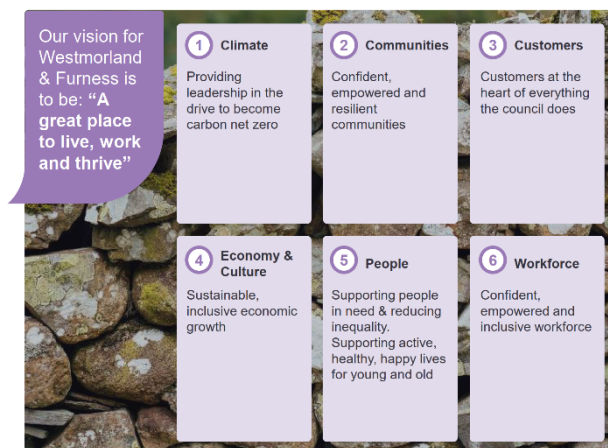 Our vision for
Westmorland
& Furness is
to be: “A
great place
to live, work
and thrive”
1 Climate
Providing
leadership in the
drive to become
carbon net zero
2 Communities
Confident,
empowered and
resilient
communities
3 Customers
Customers at the
heart of everything
the council does
4 Economy &
Culture
Sustainable,
inclusive economic
growth
5 People
Supporting people
in need & reducing
inequality.
Supporting active,
healthy, happy lives
for young and old
6 Workforce
Confident,
empowered and
inclusive workforce